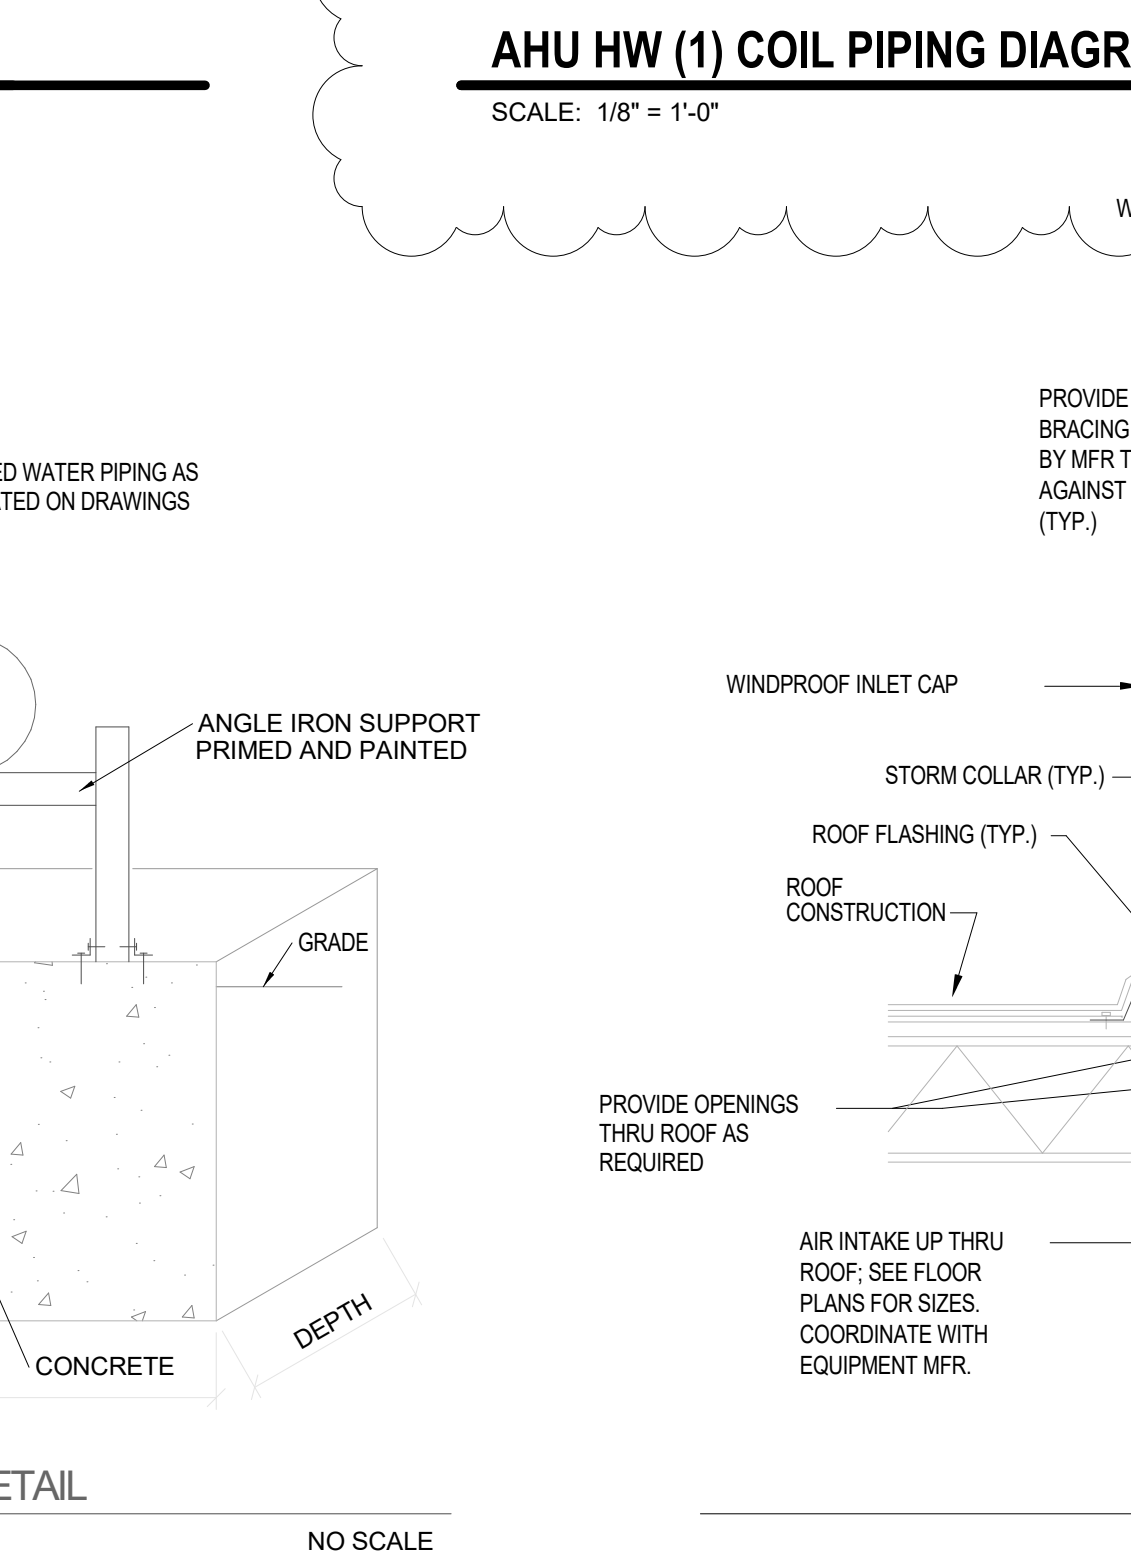 AHU HW (1) COIL PIPING DIAGR
SCALE: 1/8" = 1'-0"
W
PROVIDE
BRACING
BY MFR T
AGAINST
(TYP.)
ED WATER PIPING AS
TED ON DRAWINGS
WINDPROOF INLET CAP
ANGLE IRON SUPPORT
PRIMED AND PAINTED
STORM COLLAR (TYP.)
ROOF FLASHING (TYP.)
ROOF
CONSTRUCTION
GRADE
PROVIDE OPENINGS
THRU ROOF AS
REQUIRED
AIR INTAKE UP THRU
ROOF; SEE FLOOR
PLANS FOR SIZES.
COORDINATE WITH
EQUIPMENT MFR.
DEPTH
CONCRETE
ETAIL
NO SCALE